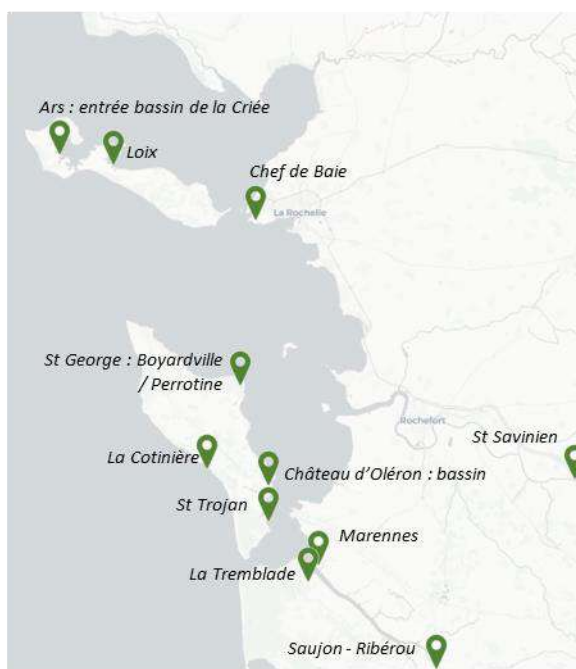 Ars : entrée bassin de la Criée
Loix
Chef de Baie
La Rochelle
St George : Boyardville
/ Perrotine
Rochefort
St Savinien
La Cotinière
Château d’Oléron : bassin
St Trojan
Marennes
La Tremblade
Saujon - Ribérou